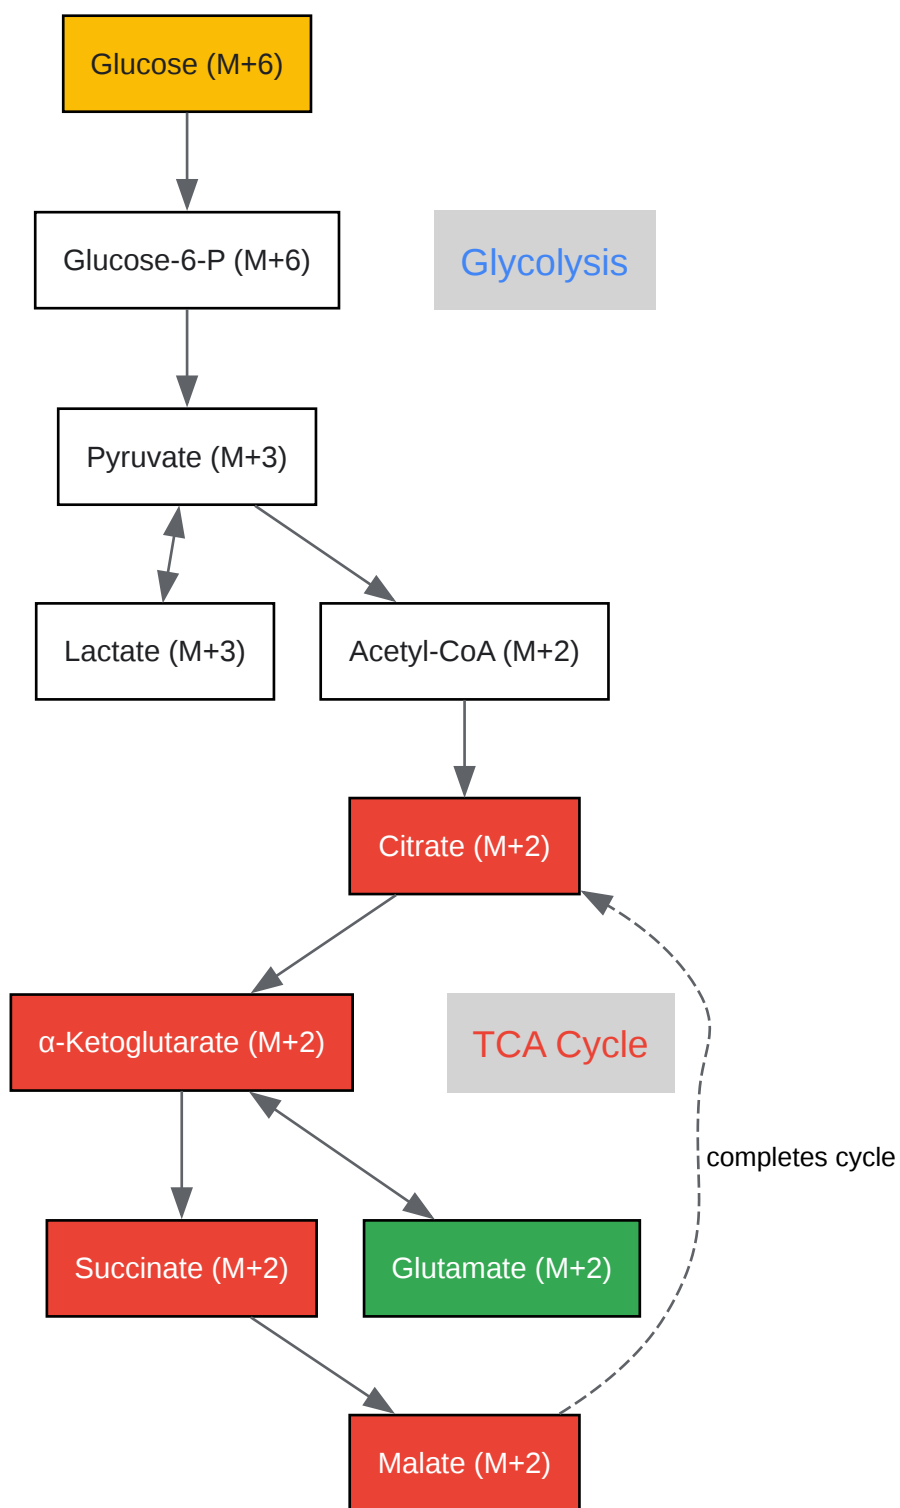 Glucose (M+6)
Glucose-6-P (M+6)
Glycolysis
Pyruvate (M+3)
Lactate (M+3)
Acetyl-CoA (M+2)
Citrate (M+2)
α-Ketoglutarate (M+2)
TCA Cycle
completes cycle
Succinate (M+2)
Glutamate (M+2)
Malate (M+2)